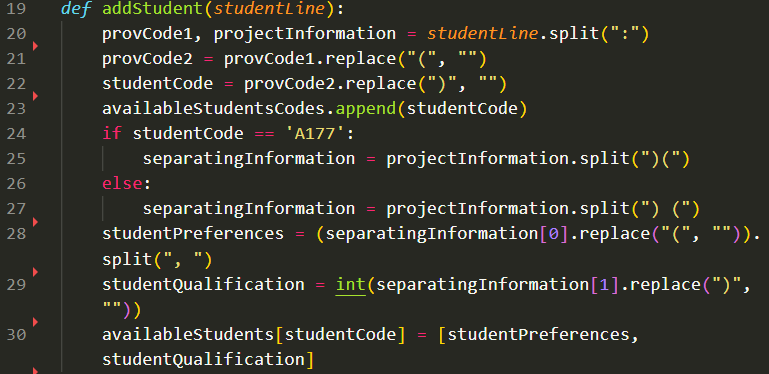 19 def addStudent(studentLine):
20 provCode1, projectInformation = studentLine.split(":")
21 provCode2 = provCode1.replace("(", "")
22 studentCode = provCode2.replace(")", "")
23 availableStudentsCodes.append(studentCode)
24 if studentCode == 'A177':
25 separatingInformation = projectInformation.split(")(")
26 else:
27 separatingInformation = projectInformation.split(") (")
28 studentPreferences = (separatingInformation[0].replace("(", "")).
split(", ")
29 studentQualification = int(separatingInformation[1].replace(")",
""))
30 availableStudents[studentCode] = [studentPreferences,
studentQualification]